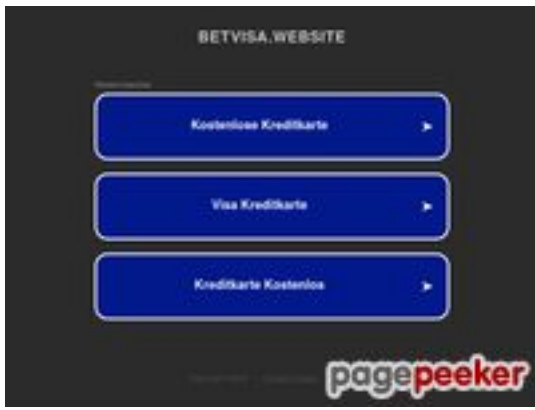 BETVISA.WEBSITE
Kostenlose Kreditkarte
Visa Kreditkarte
Kreditkarte Kostenlos
pagepeeker